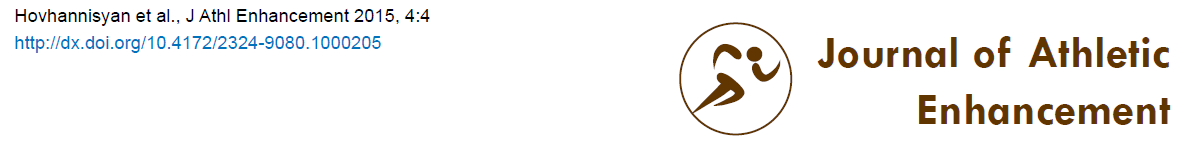 Hovhannisyan et al., J Athl Enhancement 2015, 4:4
http://dx.doi.org/10.4172/2324-9080.1000205
Journal of Athletic
Enhancement